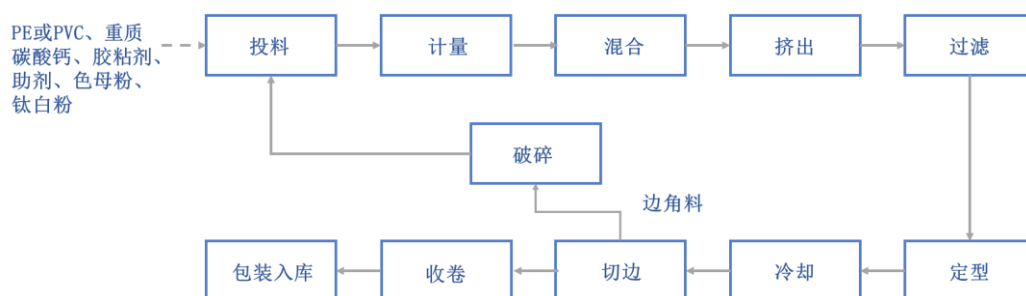 PE或PVC、重质
碳酸钙、胶粘剂、
助剂、色母粉、
钛白粉
投料
计量
混合
挤出
过滤
破碎
边角料
包装入库
收卷
切边
冷却
定型